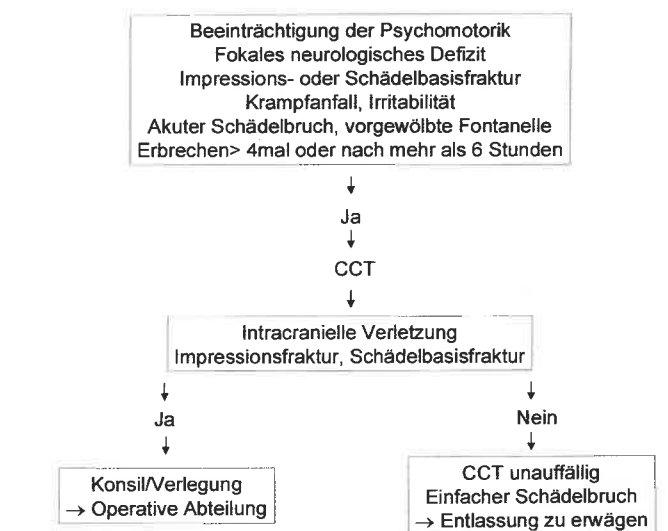 Beeinträchtigung der Psychomotorik
Fokales neurologisches Defizit
Impressions- oder Schädelbasisfraktur
Krampfanfall, Irritabilität
Akuter Schädelbruch, vorgewölbte Fontanelle
Erbrechen> 4mal oder nach mehr als 6 Stunden
↓
Ja
↓
CCT
↓
Intracranielle Verletzung
Impressionsfraktur, Schädelbasisfraktur
↓
Ja
↓
Konsil/Verlegung
→ Operative Abteilung
↓
Nein
↓
CCT unauffällig
Einfacher Schädelbruch
→ Entlassung zu erwägen